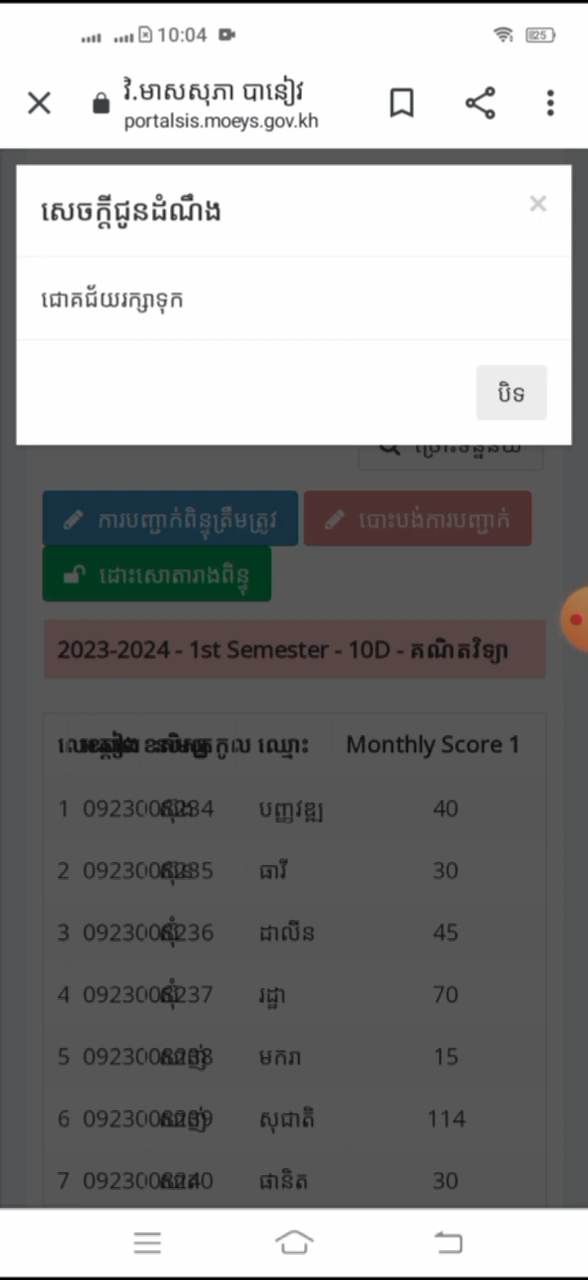 10:04
25
វិ.មាសសុភា បានៀវ
portalsis.moeys.gov.kh
សេចក្តីជូនដំណឹង
ជោគជ័យរក្សាទុក
បិទ
ការបញ្ជាក់ពិន្ទុត្រឹមត្រូវ
បោះបង់ការបញ្ជាក់
ដោះសោតារាងពិន្ទុ
2023-2024 - 1st Semester - 10D - គណិតវិទ្យា
ឈ្មោះ Monthly Score 1
1 បញ្ញវឌ្ឍ 40
2 ធារី 30
3 ដាលីន 45
4 រដ្ឋា 70
5 មករា 15
6 សុជាតិ 114
7 ផានិត 30